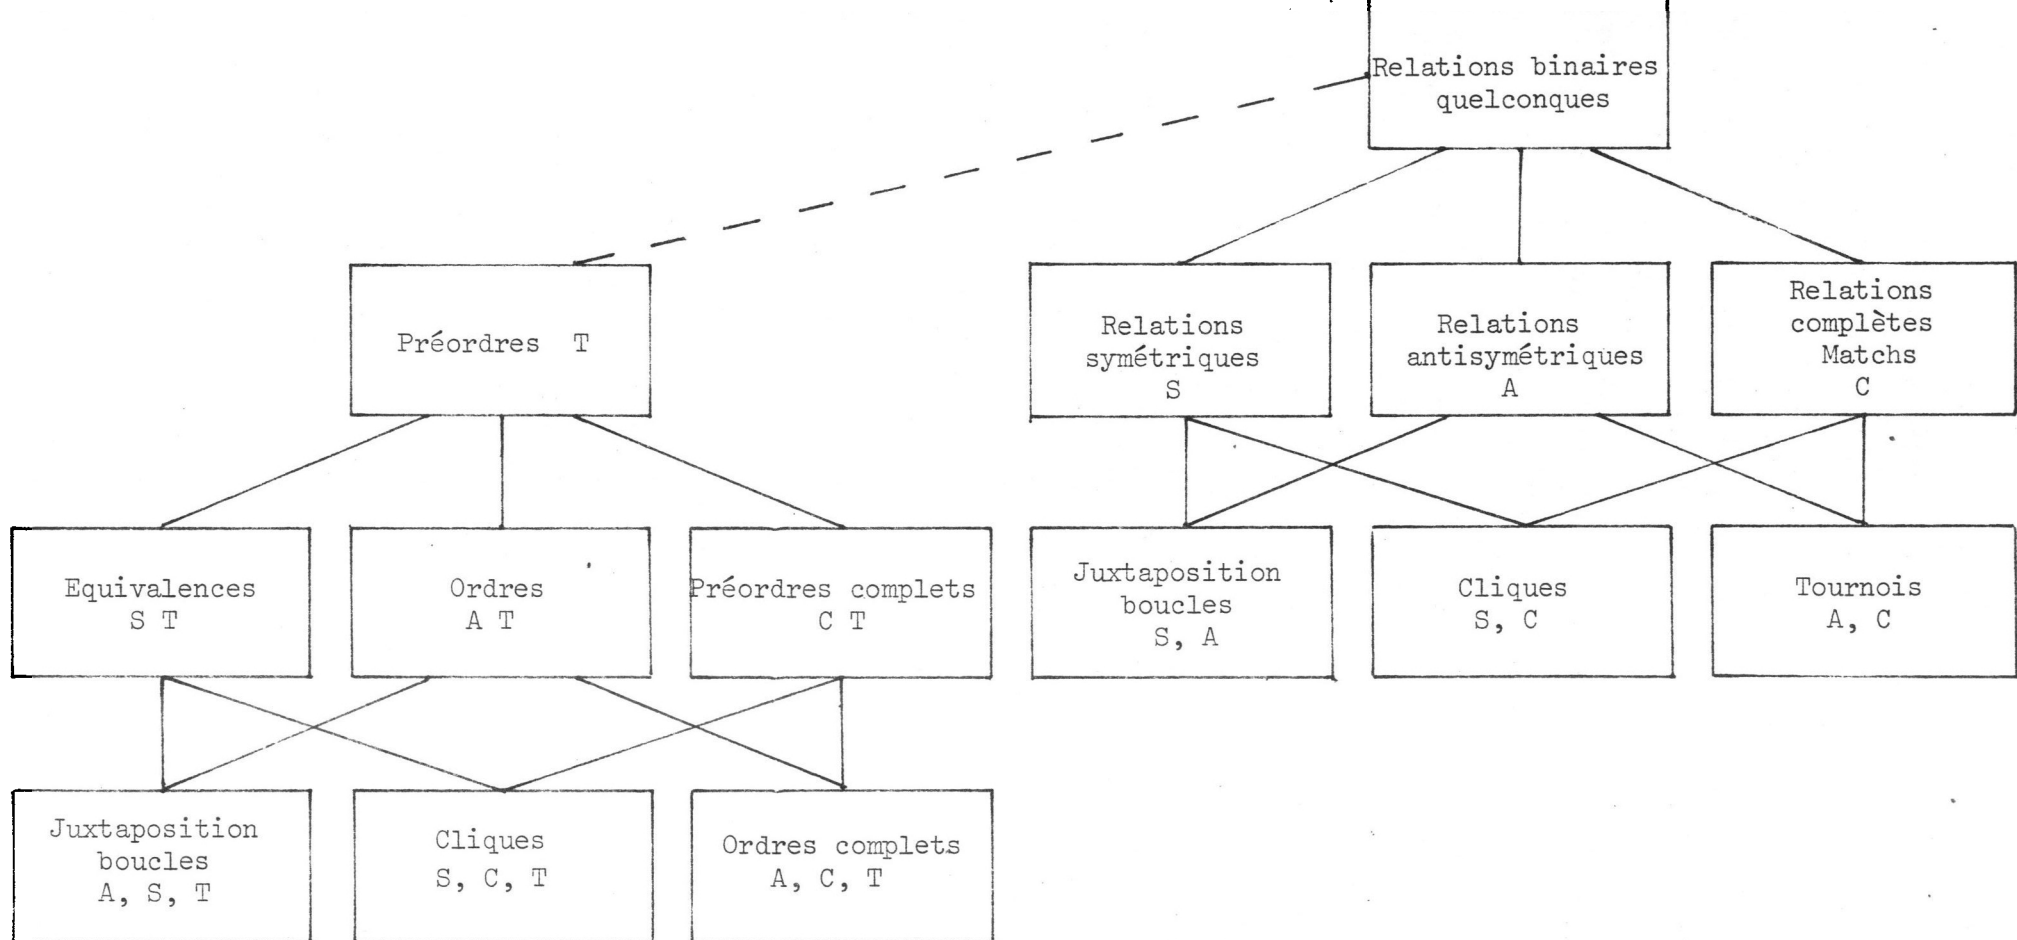 Relations binaires
quelconques
Préordres T
Relations
symétriques
S
Relations
antisymétriques
A
Relations
complètes
Matchs
C
Equivalences
S T
Ordres
A T
Préordres complets
C T
Juxtaposition
boucles
S, A
Cliques
S, C
Tournois
A, C
Juxtaposition
boucles
A, S, T
Cliques
S, C, T
Ordres complets
A, C, T